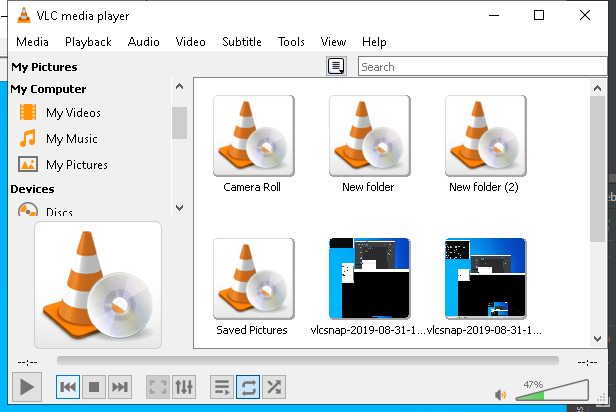 VLC media player
Media Playback Audio Video Subtitle Tools View Help
My Pictures
Search
My Computer
My Videos
My Music
My Pictures
Devices
Discs
Camera Roll
New folder
New folder (2)
Saved Pictures
vlcsnap-2019-08-31-1...
vlcsnap-2019-08-31-1...
--:--
--:--
47%